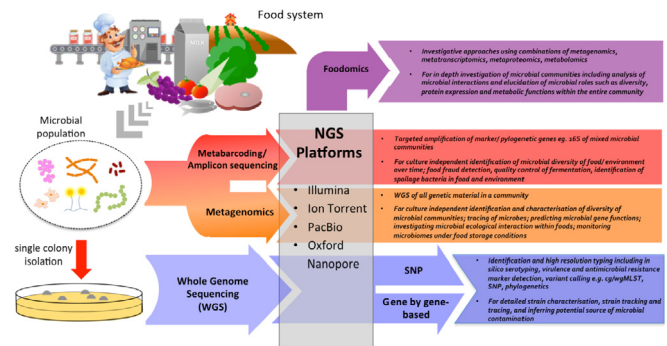 Food system
MILK
Foodomics
Investigative approaches using combinations of metagenomics,
metatranscriptomics, metaproteomics, metabolomics
For in depth investigation of microbial communities including analysis of
microbial interactions and elucidation of microbial roles such as diversity,
protein expression and metabolic functions within the entire community
Microbial
population
Metabarcoding/
Amplicon sequencing
Metagenomics
NGS
Platforms
• Illumina
• Ion Torrent
• PacBio
• Oxford
Nanopore
Targeted amplification of marker/ pylogenetic genes eg. 16S of mixed microbial
communities
For culture independent identification of microbial diversity of food/ environment
over time; food fraud detection, quality control of fermentation, identification of
spoilage bacteria in food and environment
WGS of all genetic material in a community
For culture independent identification and characterisation of diversity
of microbial communities; tracing of microbes; predicting microbial gene functions;
investigating microbial ecological interaction within foods; monitoring
microbiomes under food storage conditions
single colony
isolation
Whole Genome
Sequencing
(WGS)
SNP
Gene by gene-
based
Identification and high resolution typing including in
silico serotyping, virulence and antimicrobial resistance
marker detection, variant calling e.g. cg/wgMLST,
SNP, phylogenetics
For detailed strain characterisation, strain tracking and
tracing, and inferring potential source of microbial
contamination